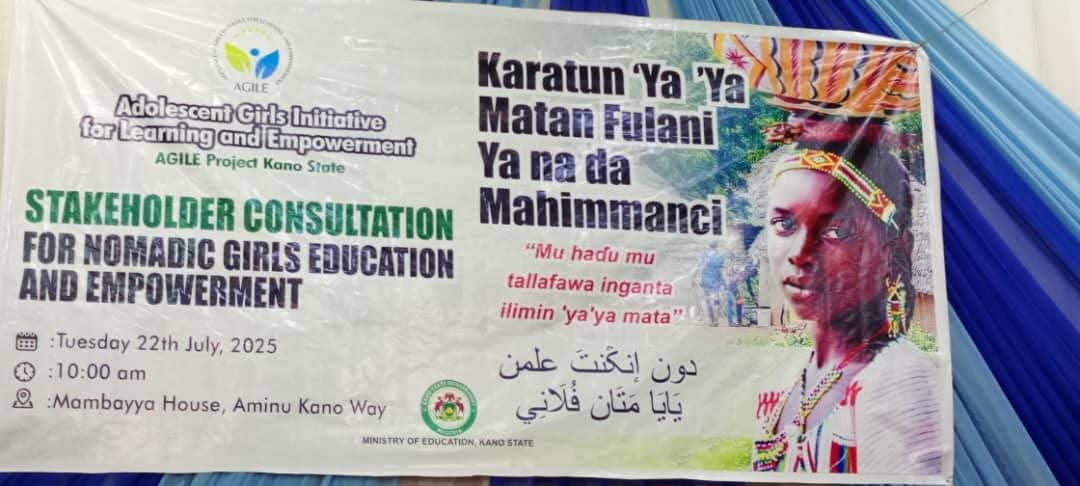 AGILE
Adolescent Girls Initiative
for Learning and Empowerment
AGILE Project Kano State
STAKEHOLDER CONSULTATION
FOR NOMADIC GIRLS EDUCATION
AND EMPOWERMENT
:Tuesday 22th July, 2025
:10:00 am
:Mambayya House, Aminu Kano Way
MINISTRY OF EDUCATION, KANO STATE
Karatun 'Ya 'Ya
Matan Fulani
Ya na da
Mahimmanci
“Mu haɗu mu
tallafawa inganta
ilimin 'ya'ya mata”
دون إنگنتَ علمن
يَايَا مَتَان فُلَانِي